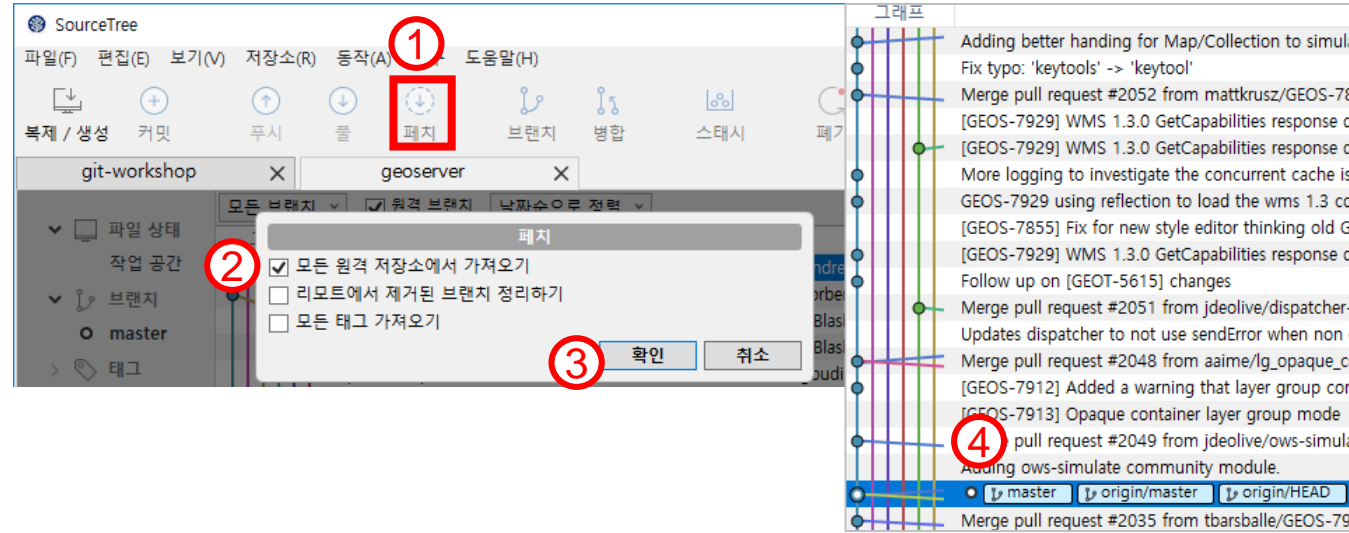 SourceTree
파일(F) 편집(E) 보기(V) 저장소(R) 동작(A) 도움말(H)
1
복제 / 생성 커밋 푸시 풀 페치 브랜치 병합 스태시
git-workshop geoserver
모든 브랜치 원격 브랜치 날짜순으로 정렬
파일 상태
작업 공간
브랜치
master
태그
페치
2
모든 원격 저장소에서 가져오기
리모트에서 제거된 브랜치 정리하기
모든 태그 가져오기
3
확인 취소
그래프
Adding better handing for Map/Collection to simul
Fix typo: 'keytools' -> 'keytool'
Merge pull request #2052 from mattkrusz/GEOS-78
[GEOS-7929] WMS 1.3.0 GetCapabilities response
[GEOS-7929] WMS 1.3.0 GetCapabilities response
More logging to investigate the concurrent cache is
GEOS-7929 using reflection to load the wms 1.3 co
[GEOS-7855] Fix for new style editor thinking old G
[GEOS-7929] WMS 1.3.0 GetCapabilities response
Follow up on [GEOT-5615] changes
Merge pull request #2051 from jdeolive/dispatcher-
Updates dispatcher to not use sendError when non
Merge pull request #2048 from aaime/lg_opaque_c
[GEOS-7912] Added a warning that layer group con
[GEOS-7913] Opaque container layer group mode
4
pull request #2049 from jdeolive/ows-simula
Adding ows-simulate community module.
master origin/master origin/HEAD
Merge pull request #2035 from tbarsballe/GEOS-79